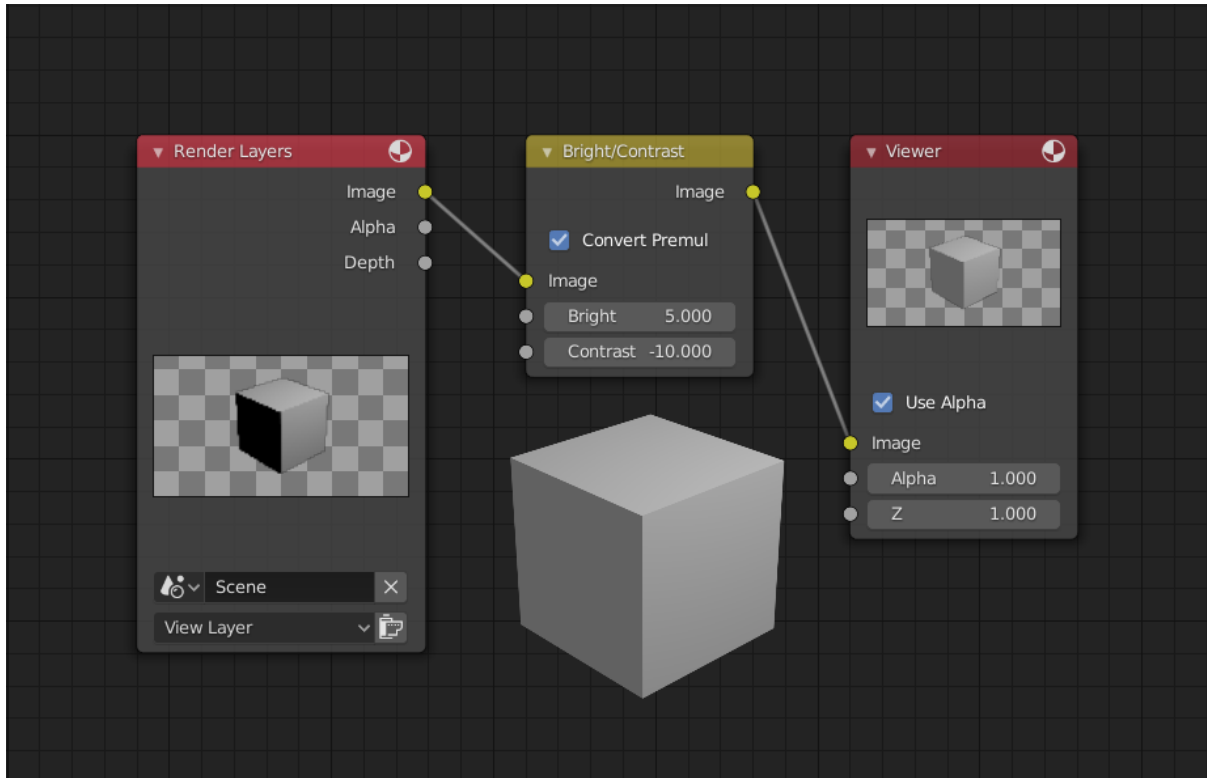 Render Layers
Image
Alpha
Depth
Scene
View Layer
Bright/Contrast
Image
Convert Premul
Image
Bright 5.000
Contrast -10.000
Viewer
Use Alpha
Image
Alpha 1.000
Z 1.000